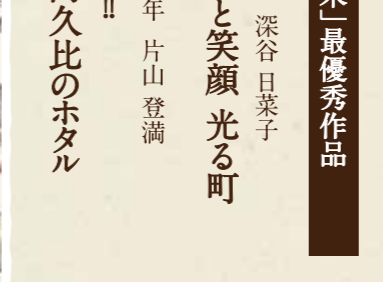 」最優秀作品
深谷 日菜子
と笑顔 光る町
年 片山 登満
!!
久比のホタル